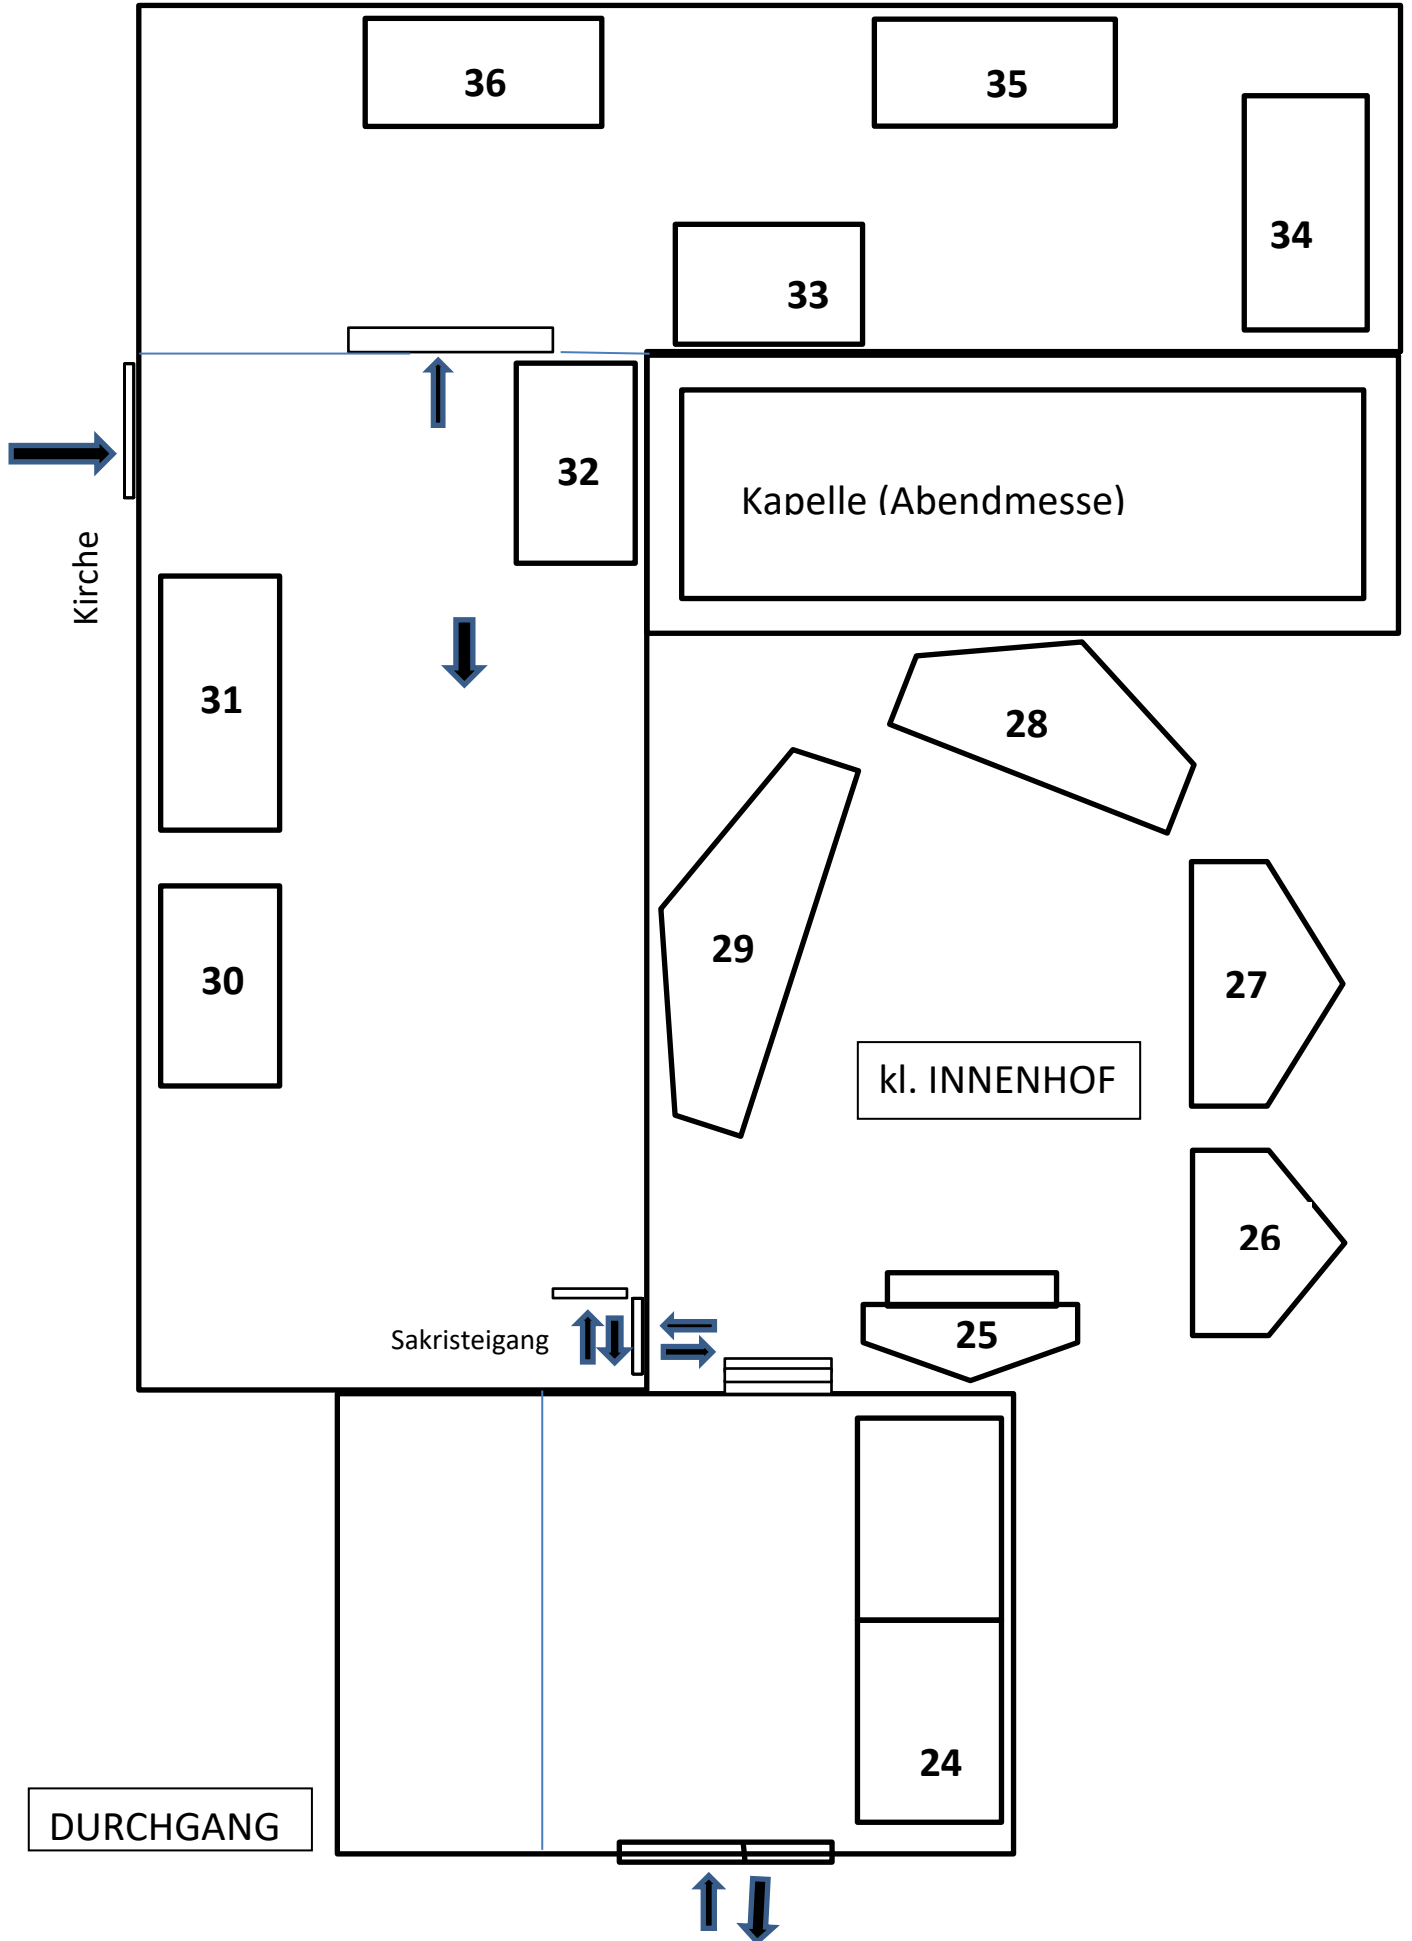 36
35
34
33
32
Kapelle (Abendmesse)
Kirche
31
28
29
30
27
kl. INNENHOF
26
Sakristeigang
25
24
DURCHGANG